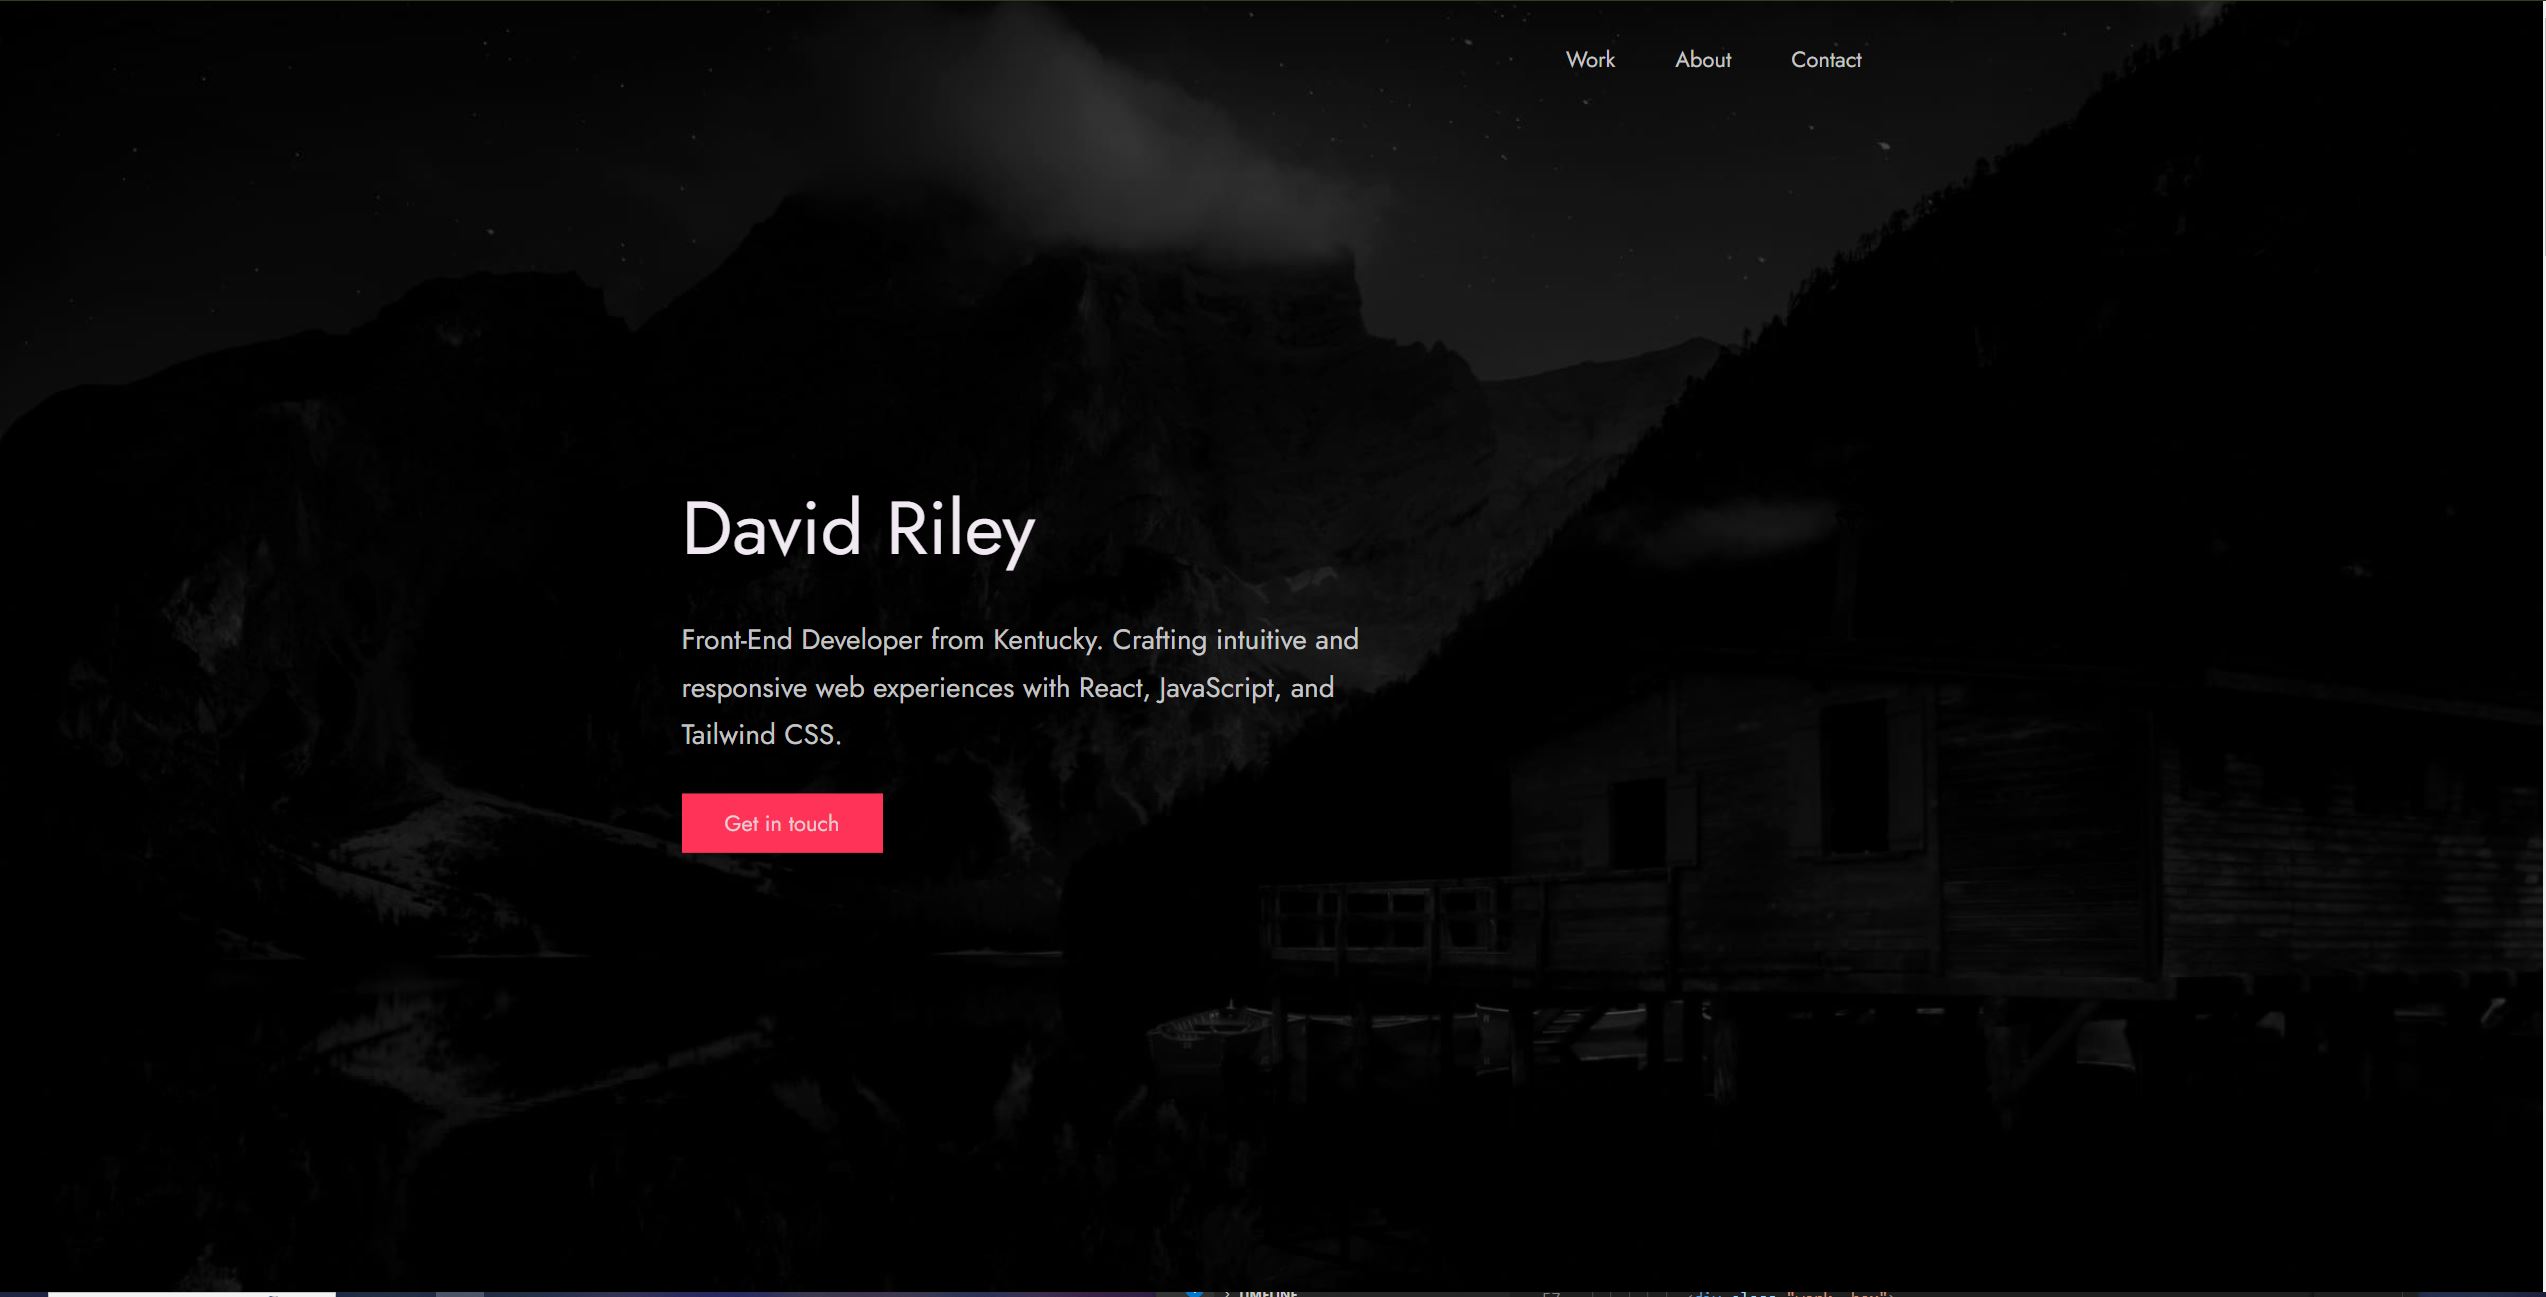 Work About Contact
David Riley
Front-End Developer from Kentucky. Crafting intuitive and
responsive web experiences with React, JavaScript, and
Tailwind CSS.
Get in touch